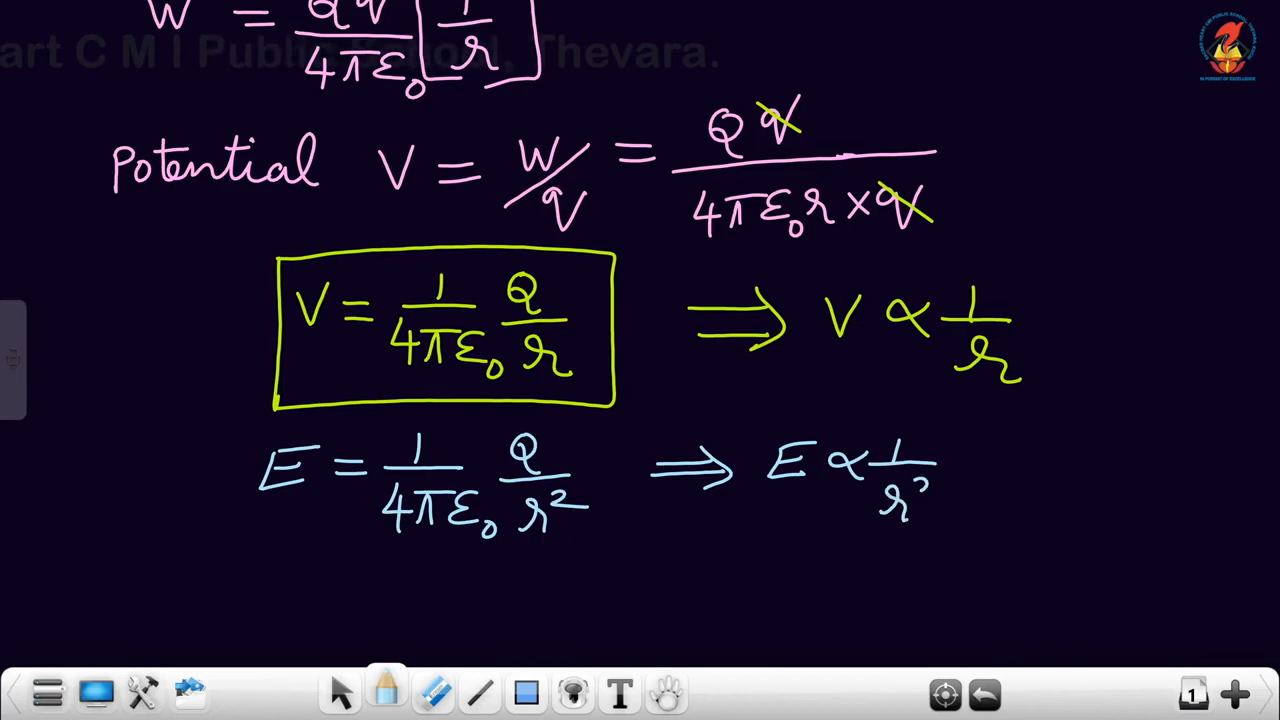 art C M I Public School, Thevara.
W = Qq/4πε₀ [1/r]
Potential V = W/q = Qq/4πε₀r × q
V = 1/4πε₀ Q/r ⟹ V ∝ 1/r
E = 1/4πε₀ Q/r² ⟹ E ∝ 1/r²
T
1